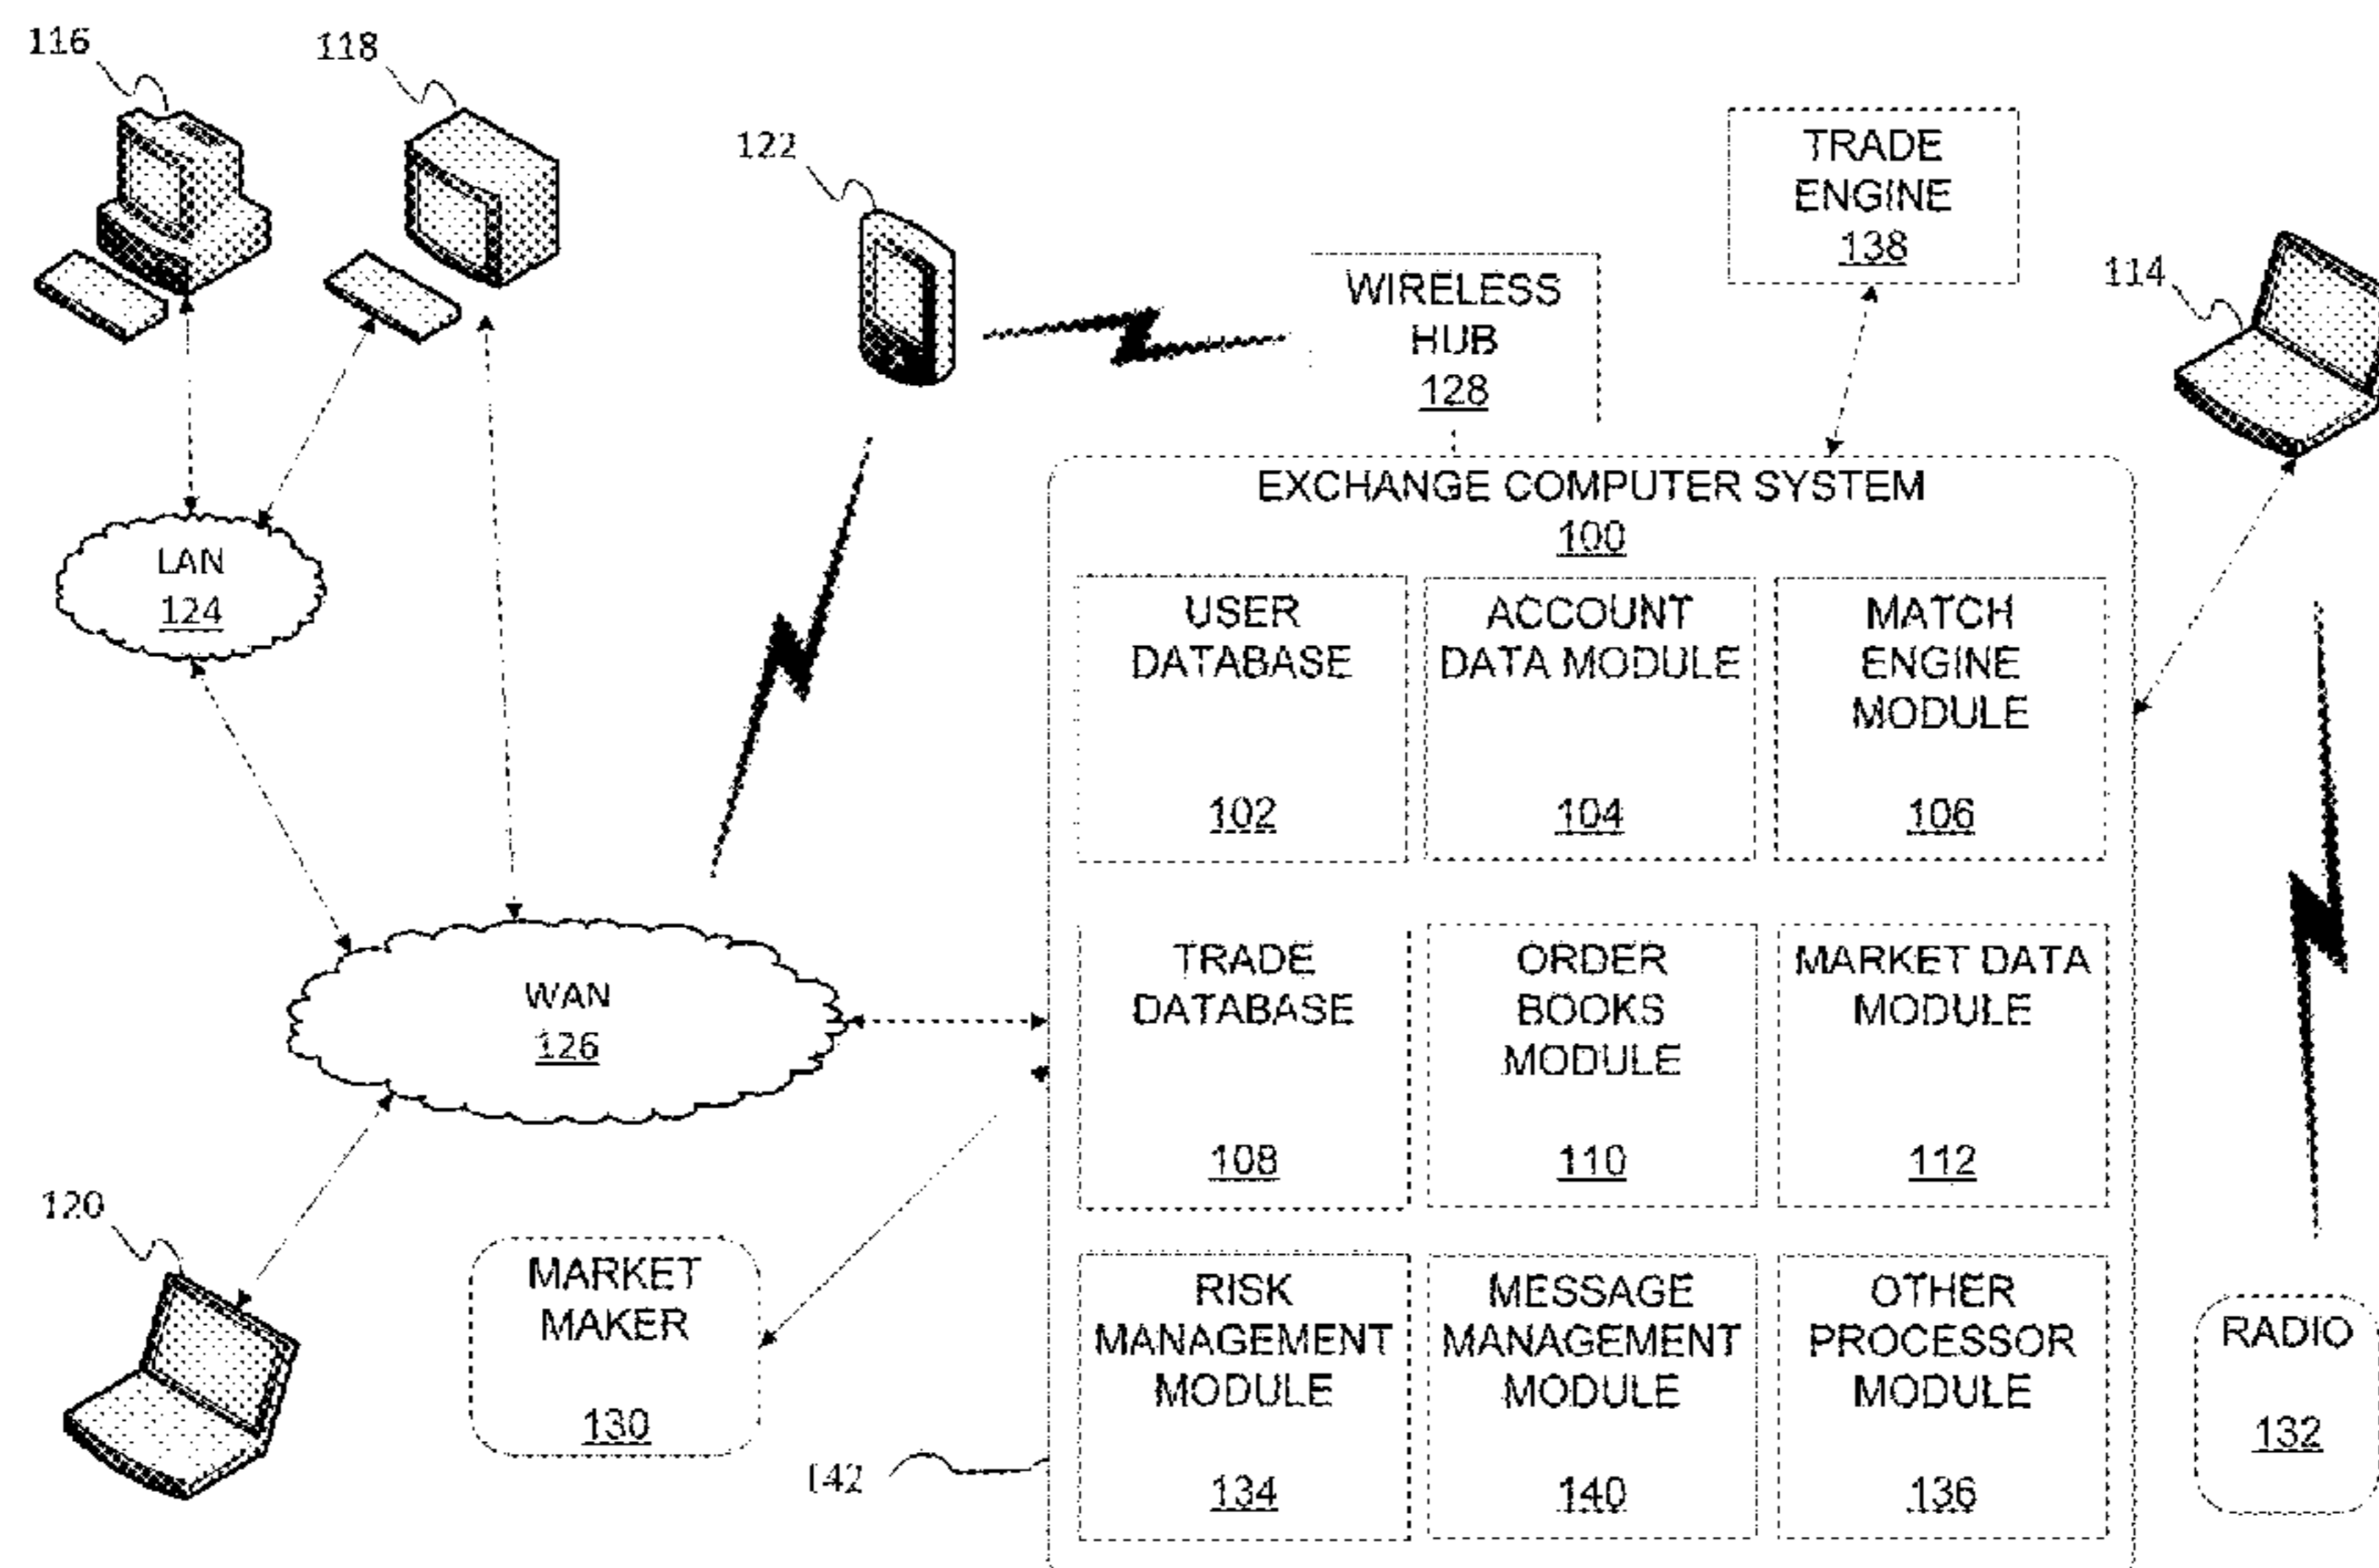 116
118
122
TRADE
ENGINE
138
WIRELESS
HUB
128
114
EXCHANGE COMPUTER SYSTEM
100
LAN
124
USER
DATABASE
102
ACCOUNT
DATA MODULE
104
MATCH
ENGINE
MODULE
106
WAN
126
TRADE
DATABASE
108
ORDER
BOOKS
MODULE
110
MARKET DATA
MODULE
112
120
MARKET
MAKER
130
RISK
MANAGEMENT
MODULE
134
MESSAGE
MANAGEMENT
MODULE
140
OTHER
PROCESSOR
MODULE
136
RADIO
132
142